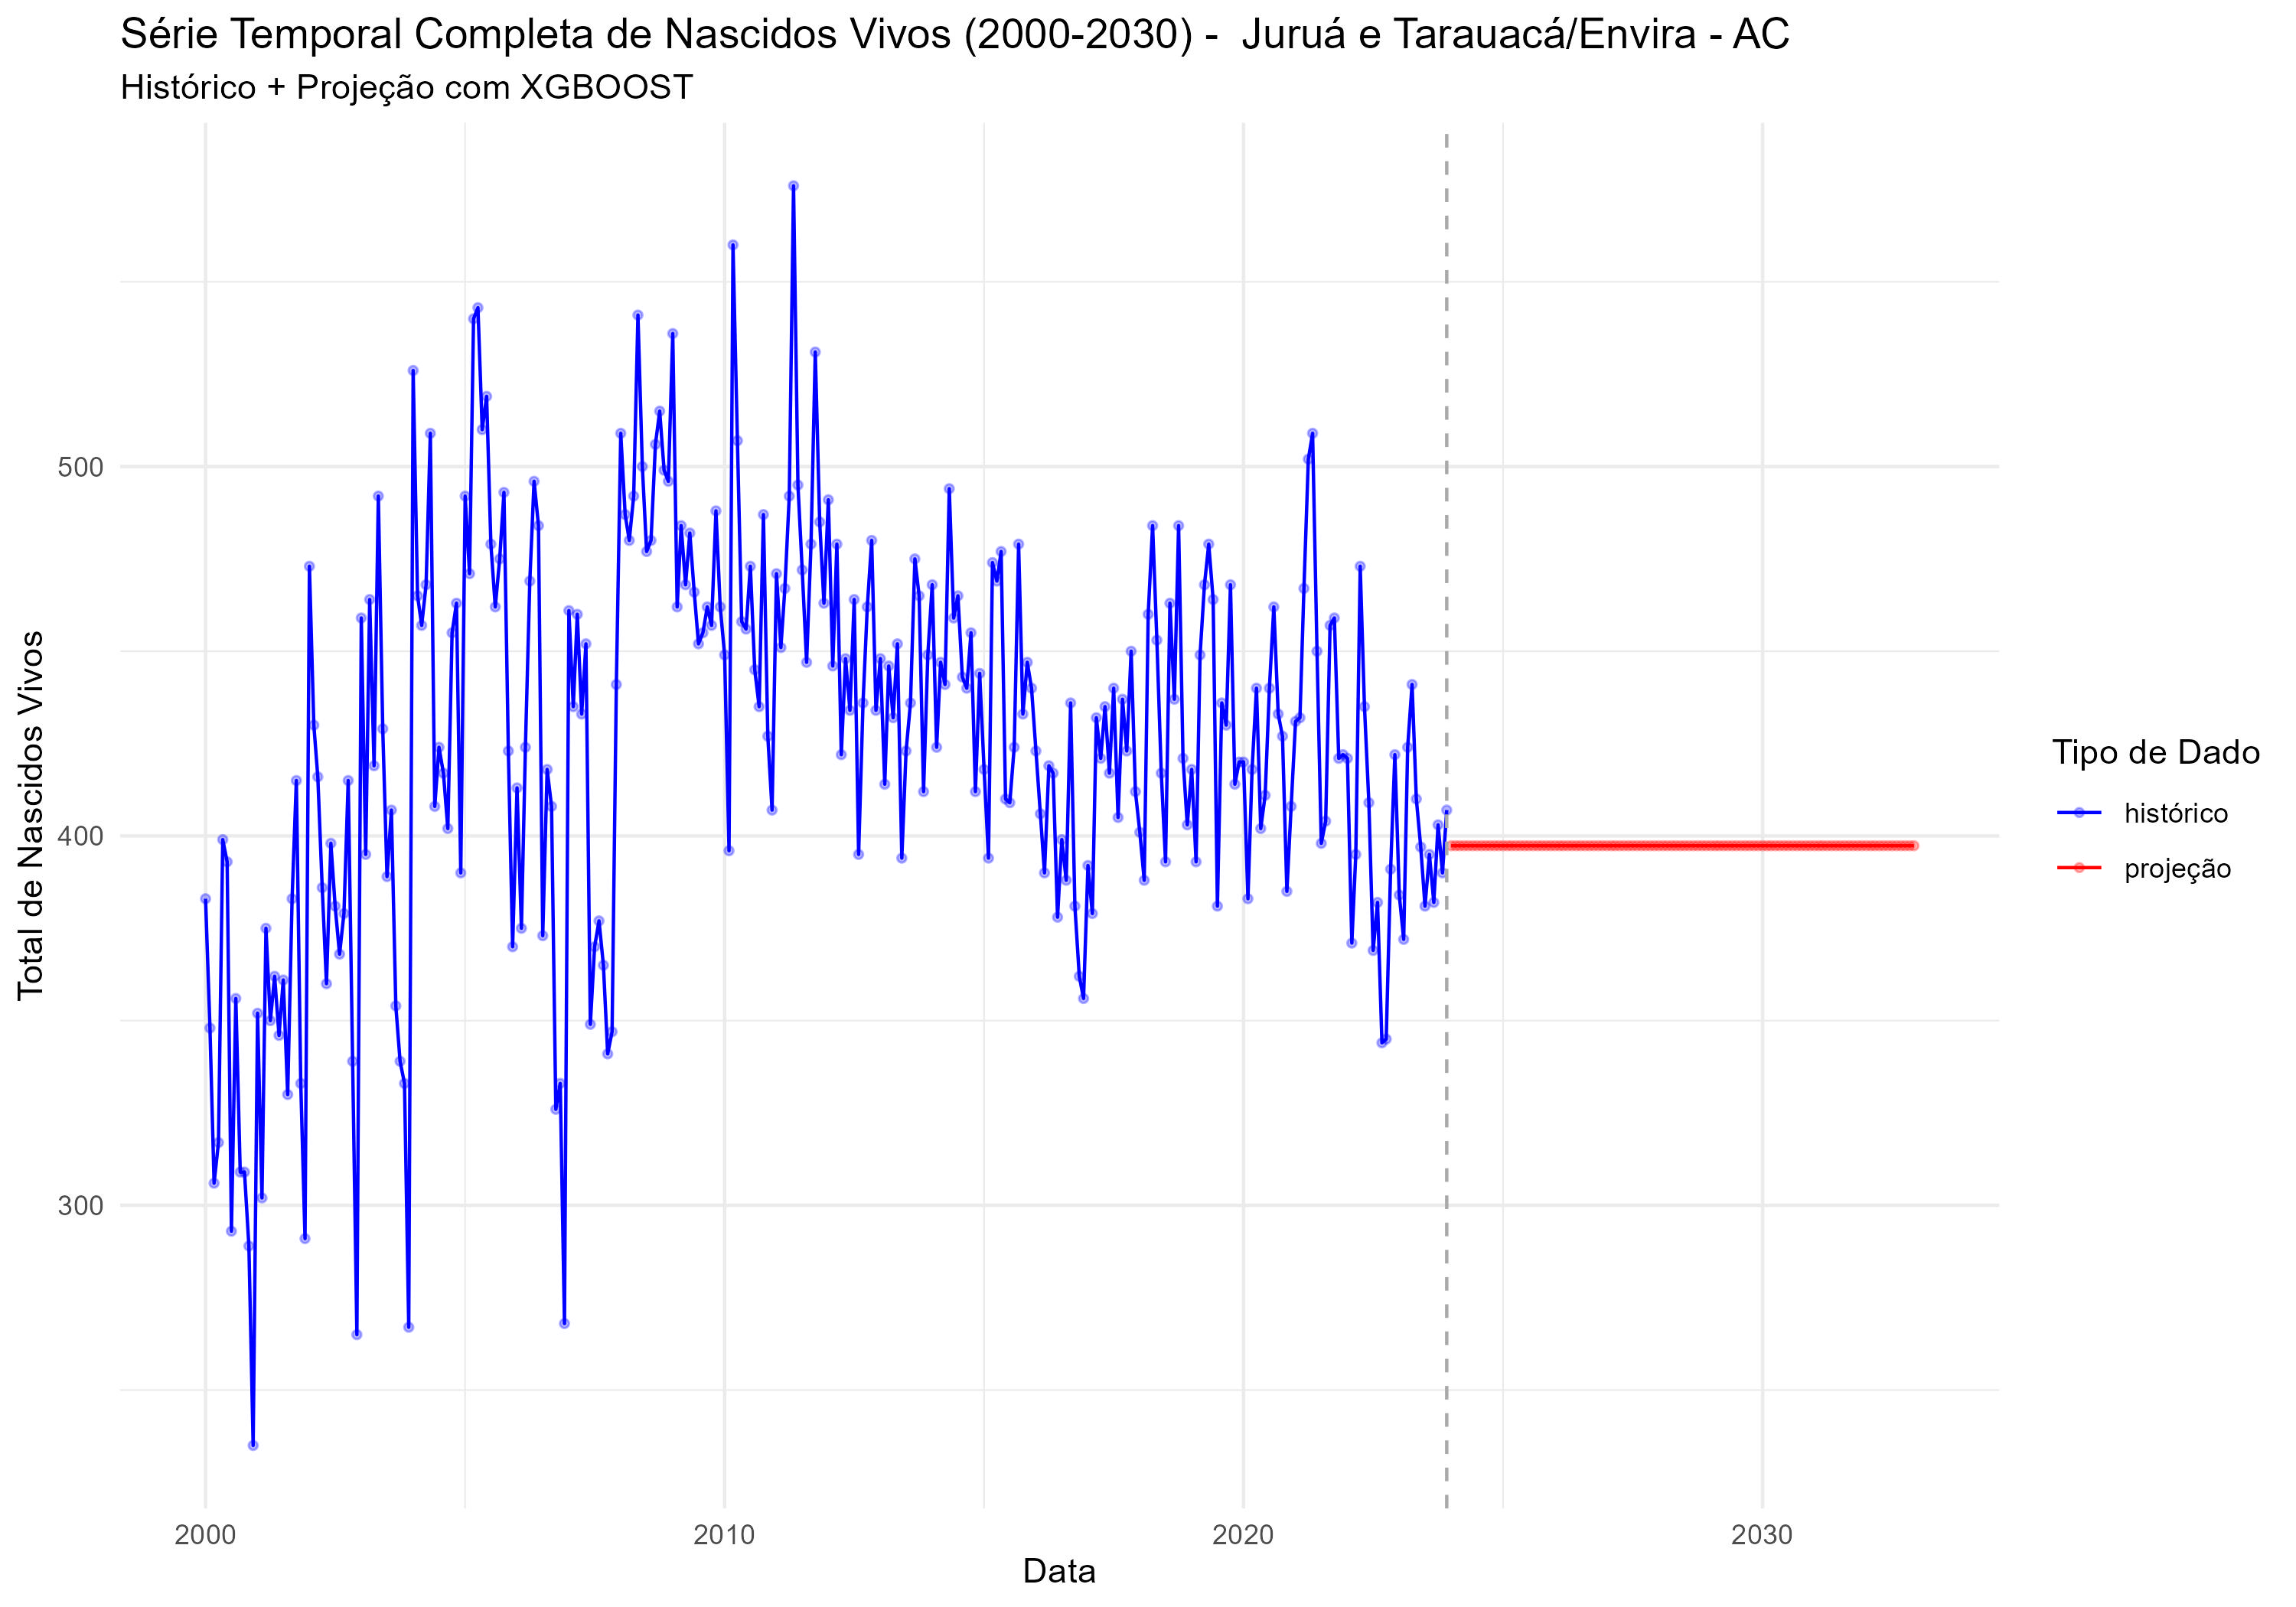 Série Temporal Completa de Nascidos Vivos (2000-2030) -  Juruá e Tarauacá/Envira - AC
Histórico + Projeção com XGBOOST
Total de Nascidos Vivos
500
400
300
2000
2010
2020
2030
Data
Tipo de Dado
histórico
projeção